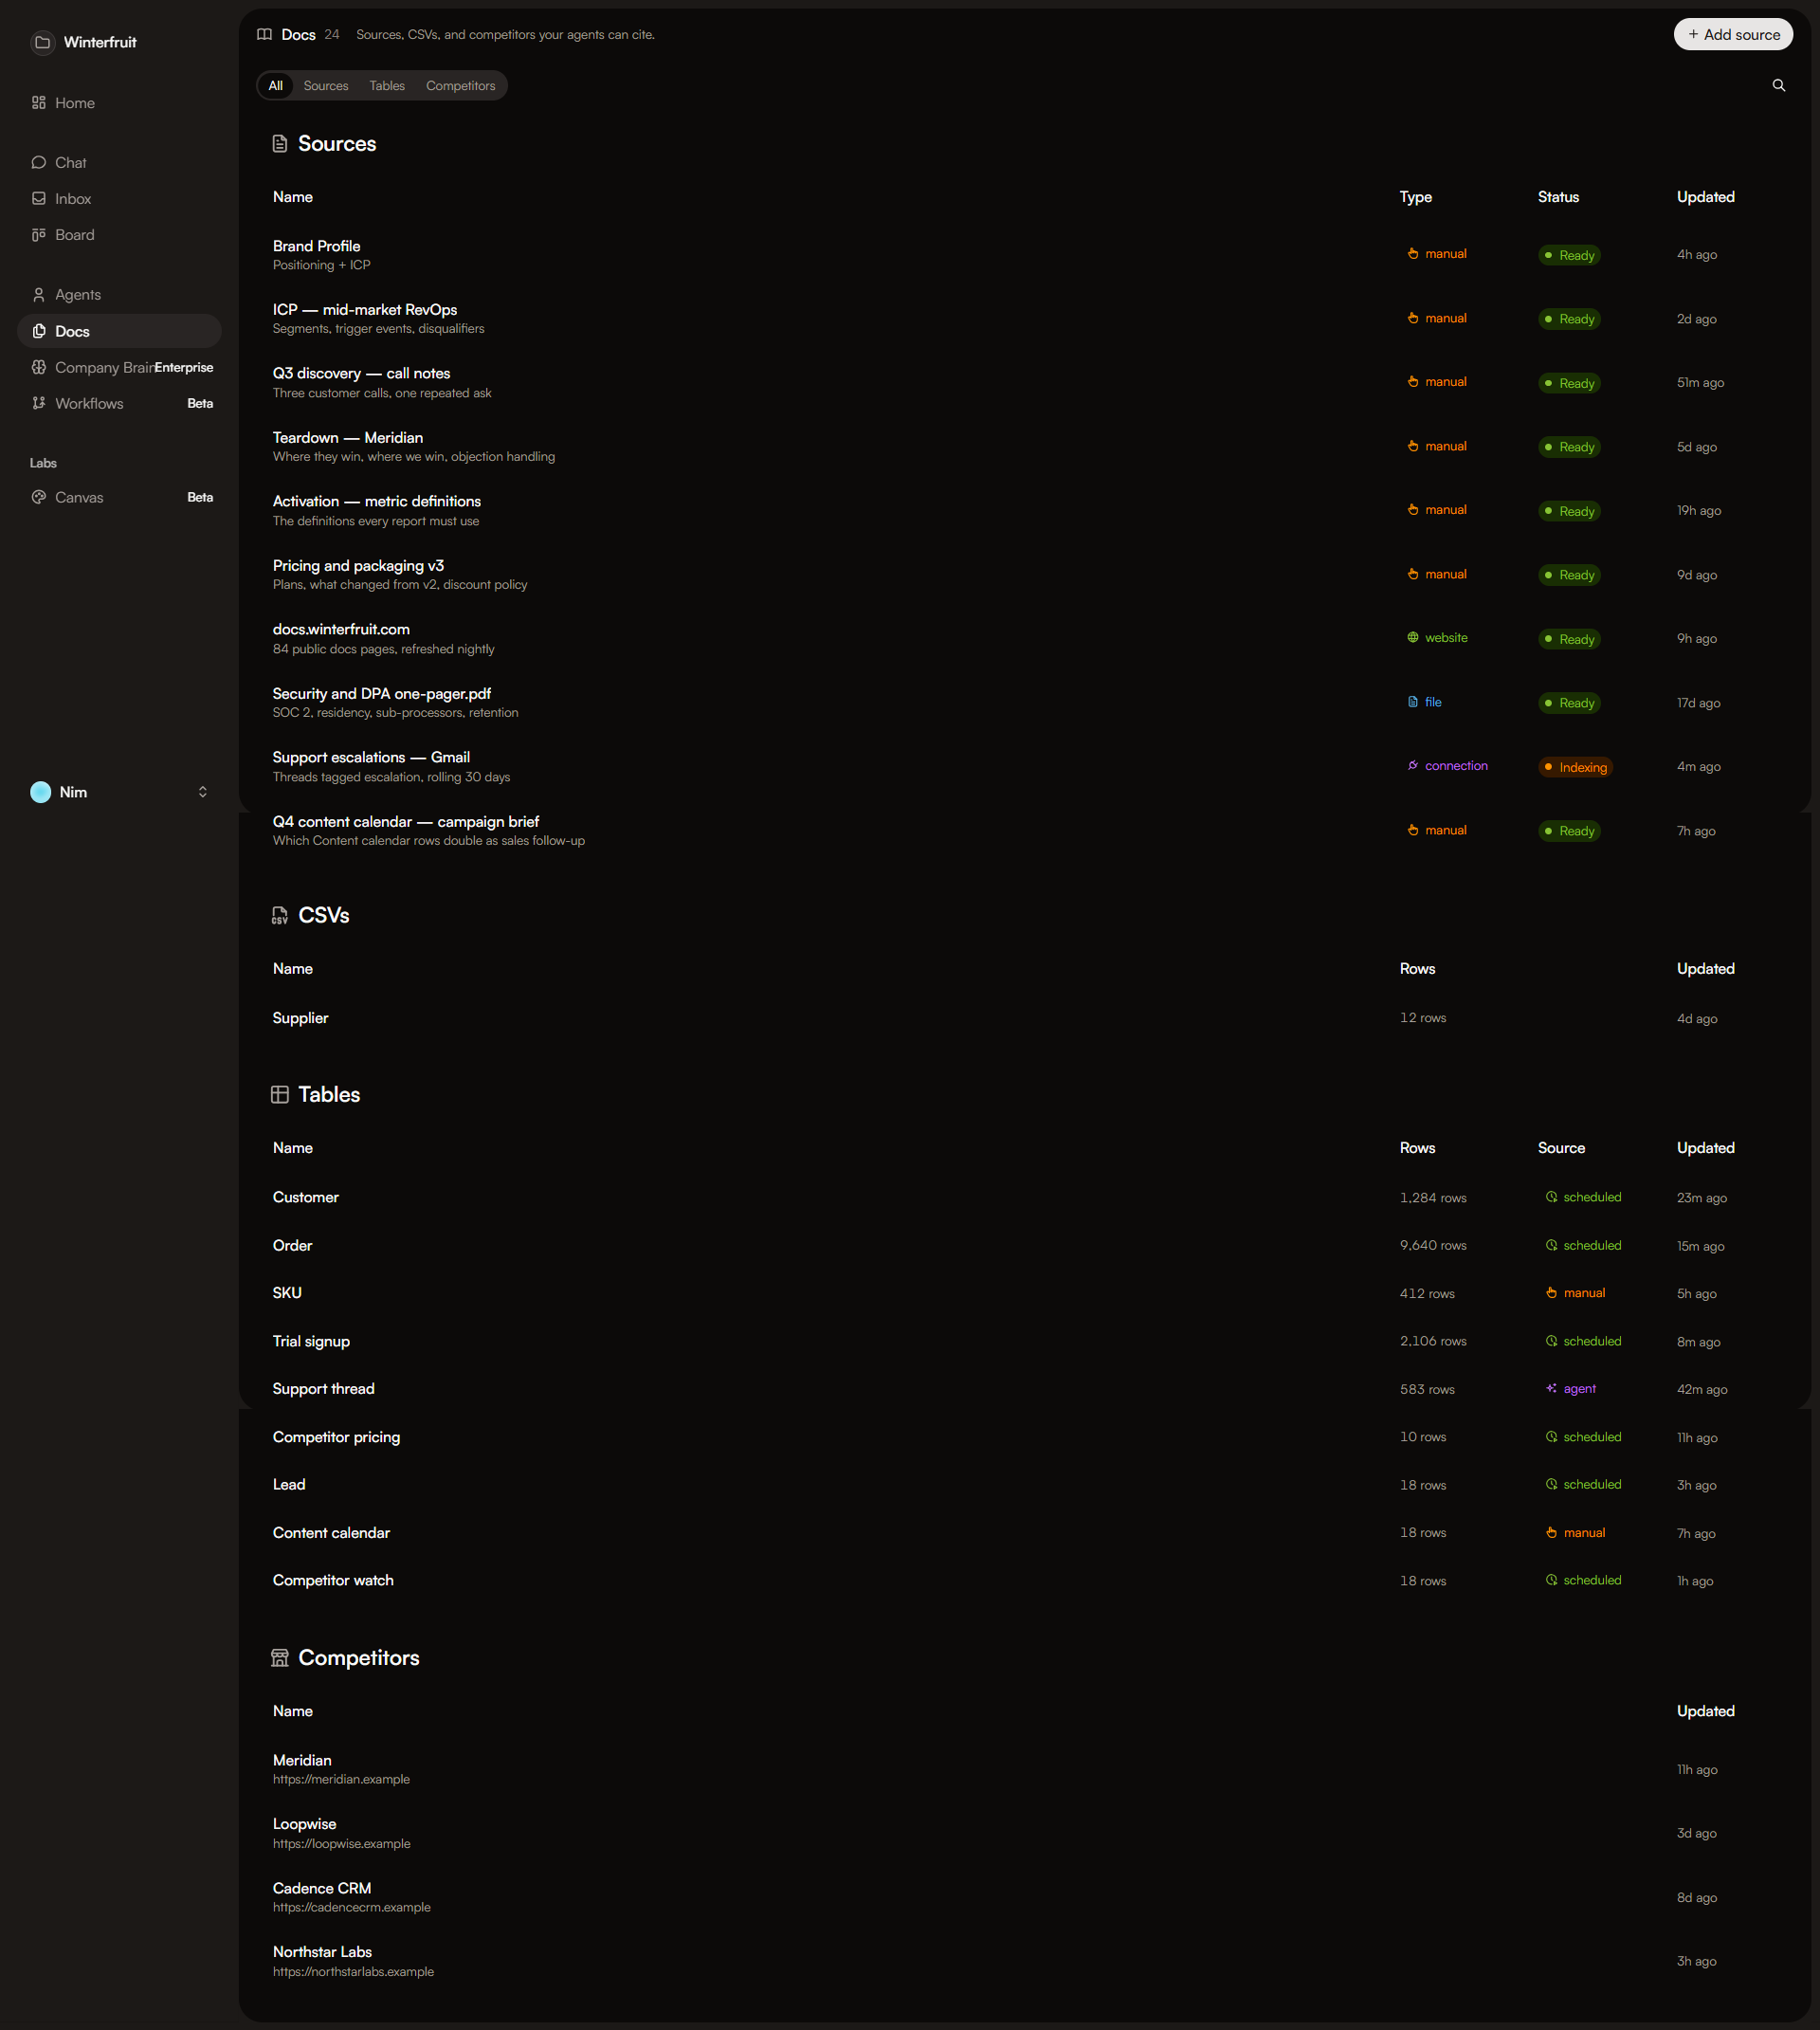 Winterfruit
Home
Chat
Inbox
Board
Agents
Docs
Company Brain Enterprise
Workflows Beta
Labs
Canvas Beta
Nim
Docs 24 Sources, CSVs, and competitors your agents can cite.
+ Add source
All Sources Tables Competitors
Sources
Name Type Status Updated
Brand Profile
Positioning + ICP
manual Ready 4h ago
ICP — mid-market RevOps
Segments, trigger events, disqualifiers
manual Ready 2d ago
Q3 discovery — call notes
Three customer calls, one repeated ask
manual Ready 51m ago
Teardown — Meridian
Where they win, where we win, objection handling
manual Ready 5d ago
Activation — metric definitions
The definitions every report must use
manual Ready 19h ago
Pricing and packaging v3
Plans, what changed from v2, discount policy
manual Ready 9d ago
docs.winterfruit.com
84 public docs pages, refreshed nightly
website Ready 9h ago
Security and DPA one-pager.pdf
SOC 2, residency, sub-processors, retention
file Ready 17d ago
Support escalations — Gmail
Threads tagged escalation, rolling 30 days
connection Indexing 4m ago
Q4 content calendar — campaign brief
Which Content calendar rows double as sales follow-up
manual Ready 7h ago
CSV CSVs
Name Rows Updated
Supplier 12 rows 4d ago
Tables
Name Rows Source Updated
Customer 1,284 rows scheduled 23m ago
Order 9,640 rows scheduled 15m ago
SKU 412 rows manual 5h ago
Trial signup 2,106 rows scheduled 8m ago
Support thread 583 rows agent 42m ago
Competitor pricing 10 rows scheduled 11h ago
Lead 18 rows scheduled 3h ago
Content calendar 18 rows manual 7h ago
Competitor watch 18 rows scheduled 1h ago
Competitors
Name Updated
Meridian
https://meridian.example
11h ago
Loopwise
https://loopwise.example
3d ago
Cadence CRM
https://cadencecrm.example
8d ago
Northstar Labs
https://northstarlabs.example
3h ago